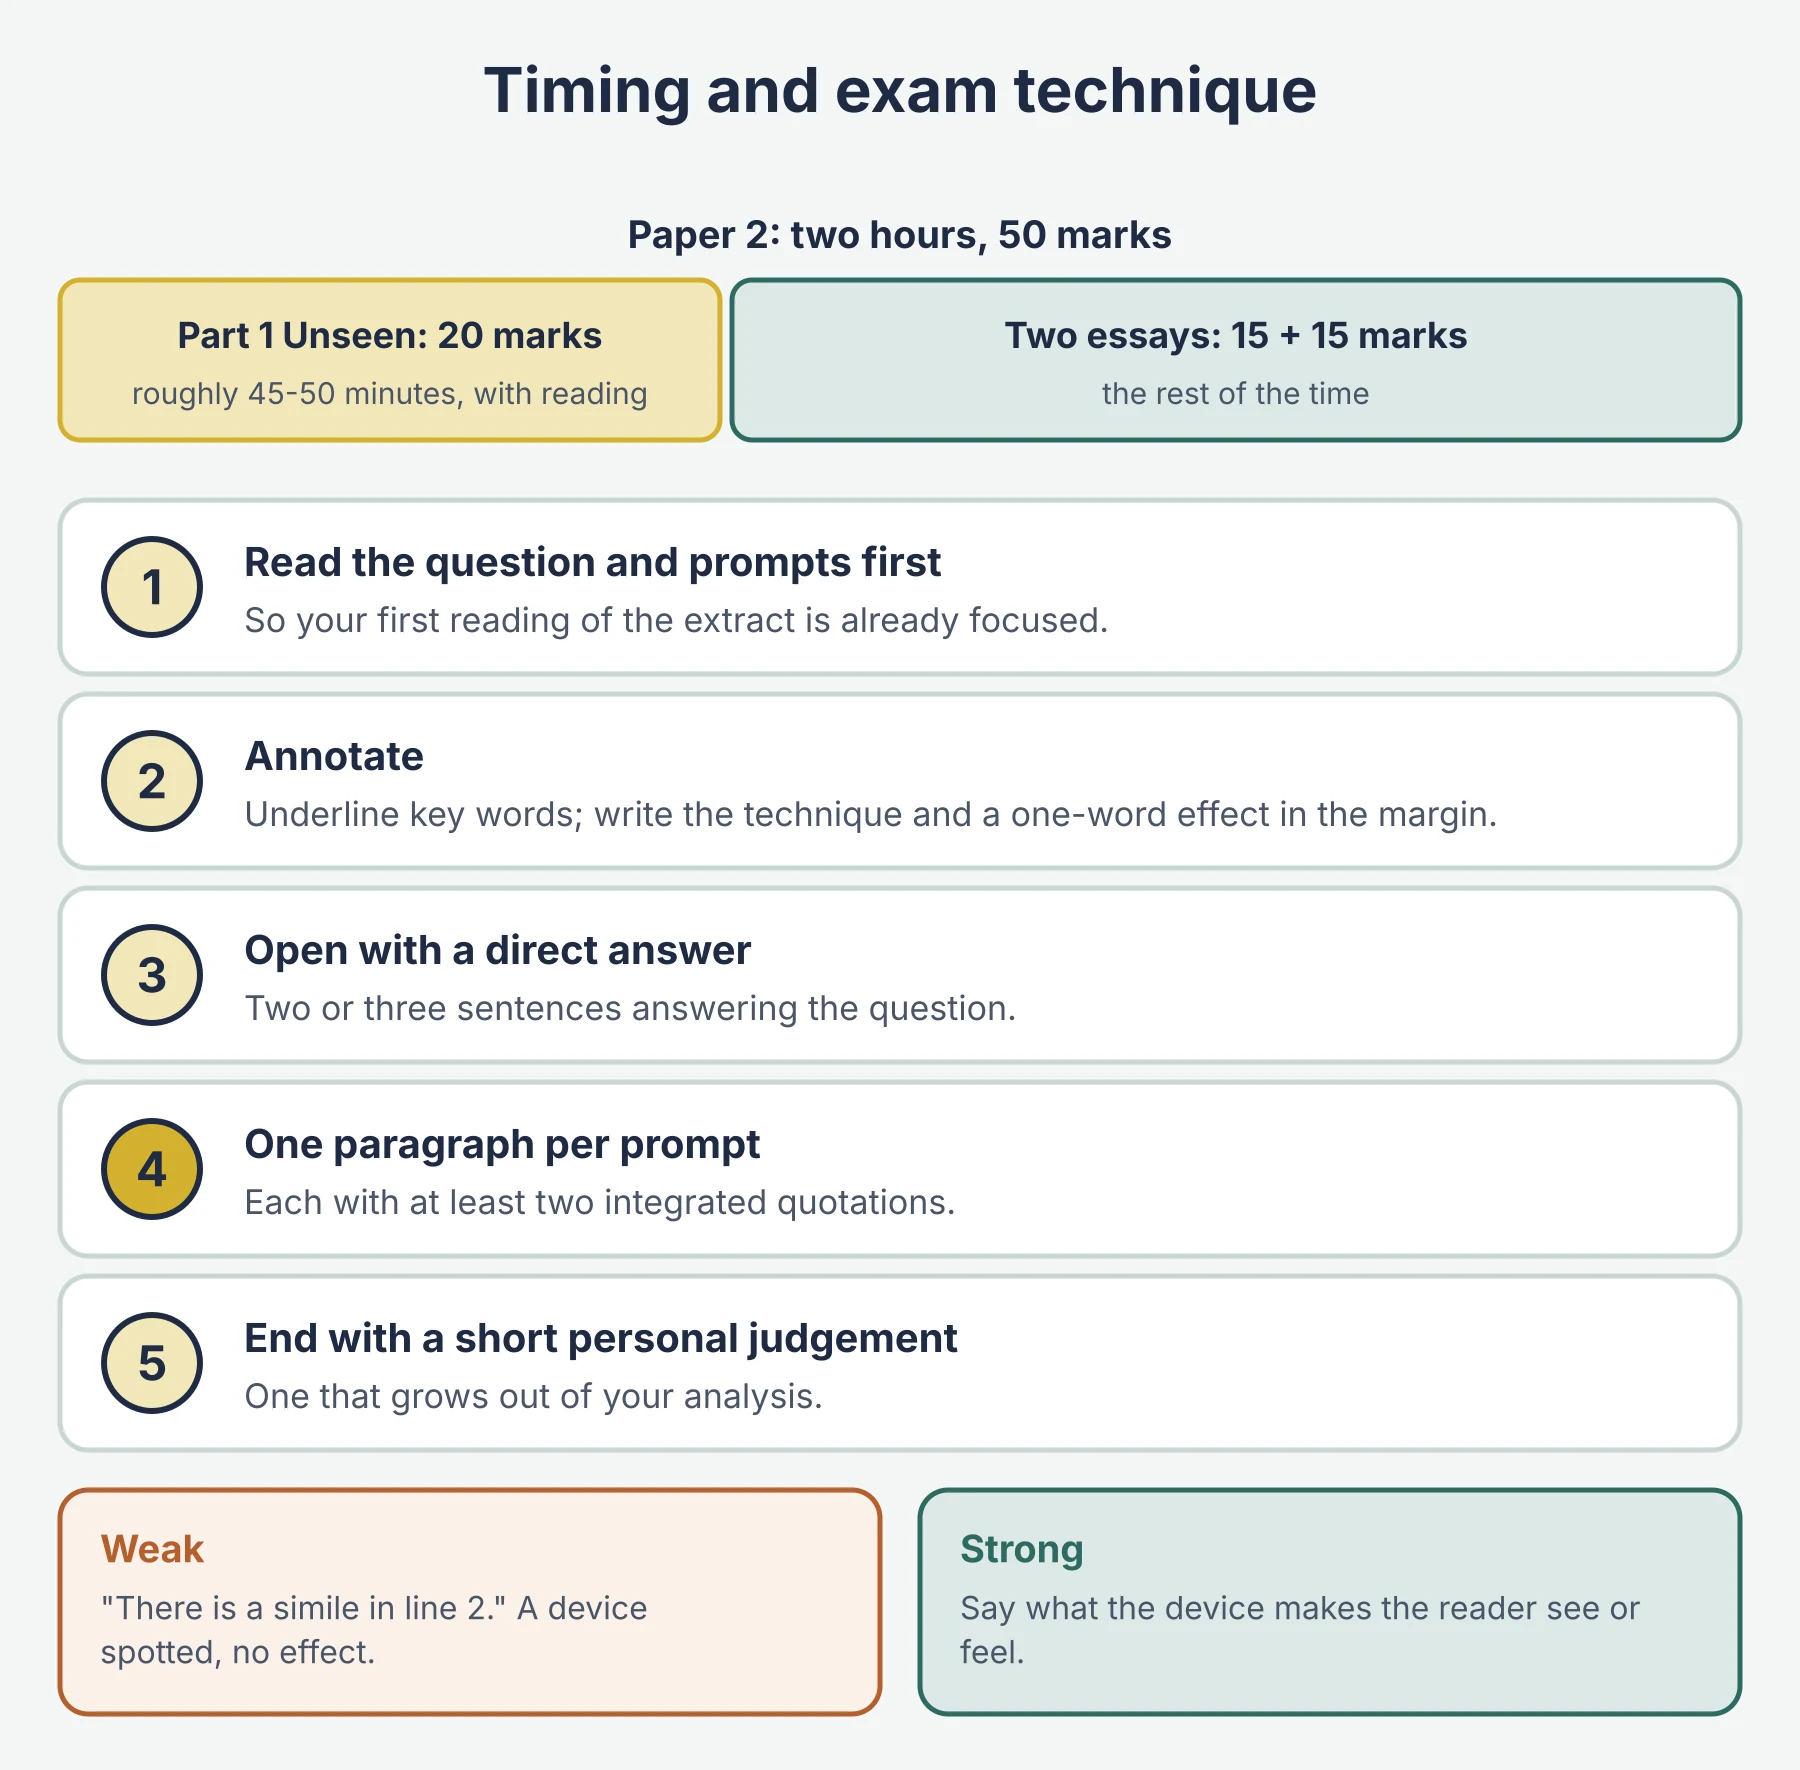 Timing and exam technique
Paper 2: two hours, 50 marks
Part 1 Unseen: 20 marks
roughly 45-50 minutes, with reading
Two essays: 15 + 15 marks
the rest of the time
1
Read the question and prompts first
So your first reading of the extract is already focused.
2
Annotate
Underline key words; write the technique and a one-word effect in the margin.
3
Open with a direct answer
Two or three sentences answering the question.
4
One paragraph per prompt
Each with at least two integrated quotations.
5
End with a short personal judgement
One that grows out of your analysis.
Weak
"There is a simile in line 2." A device
spotted, no effect.
Strong
Say what the device makes the reader see or
feel.